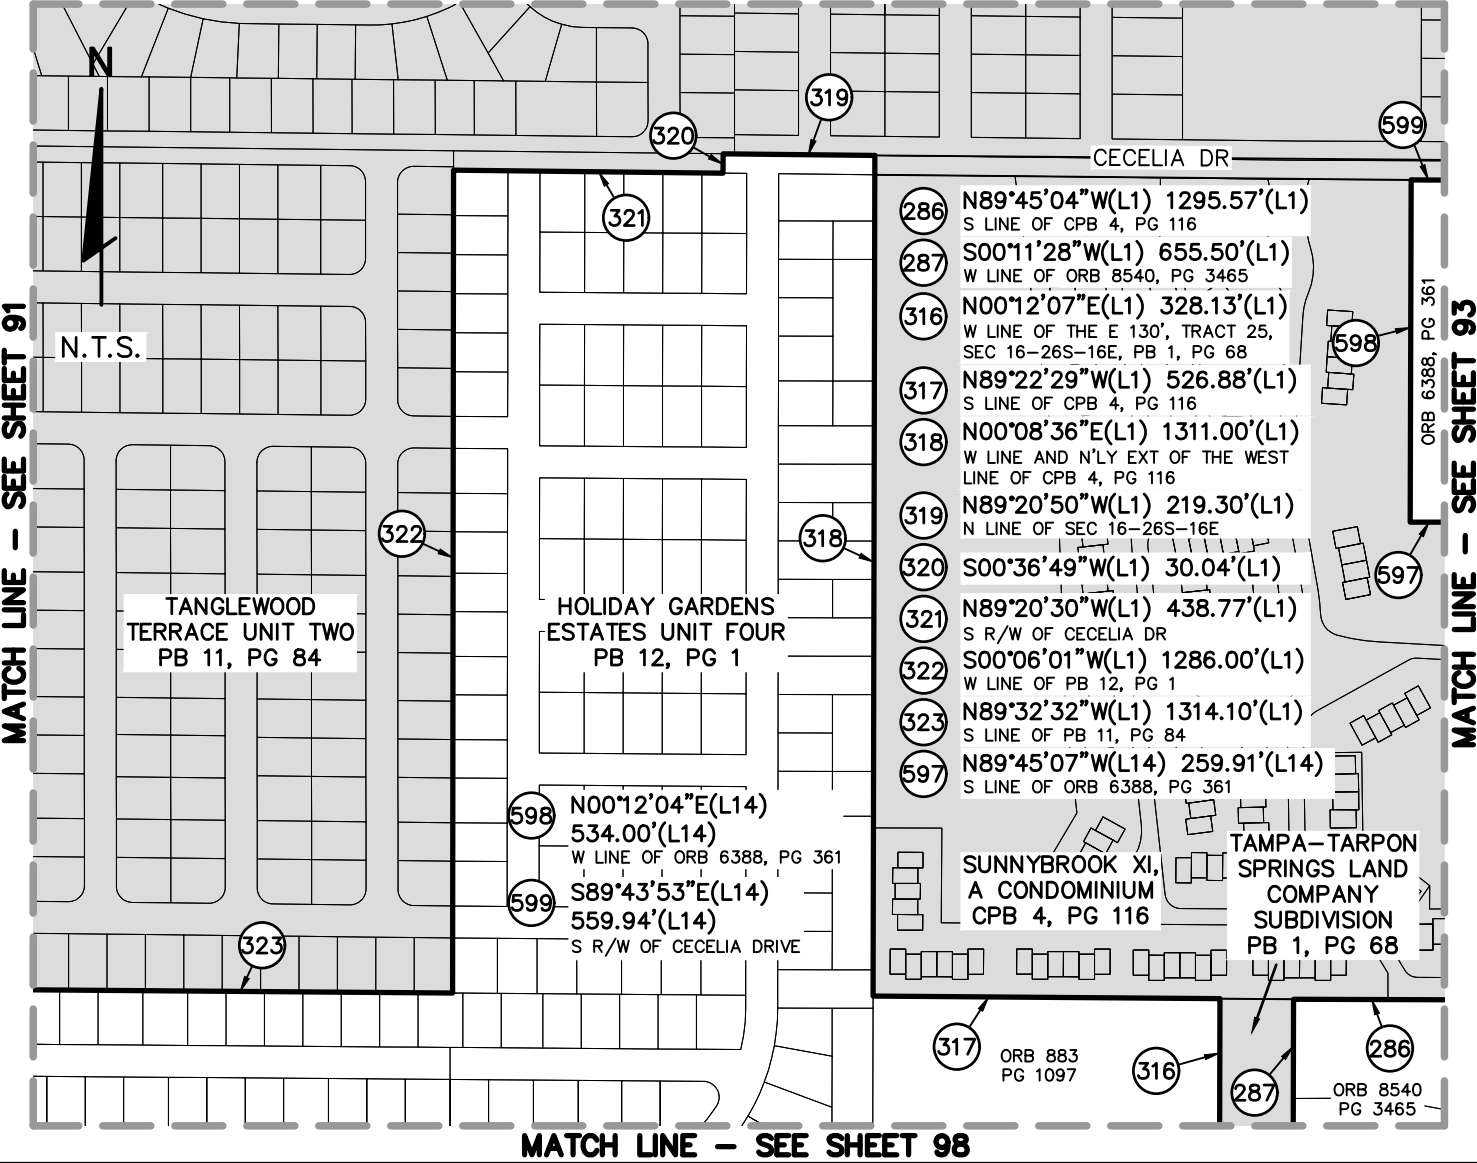 N
N.T.S.
319
320
321
599
CECELIA DR
286 N89°45'04"W(L1) 1295.57'(L1)
S LINE OF CPB 4, PG 116
287 S00°11'28"W(L1) 655.50'(L1)
W LINE OF ORB 8540, PG 3465
316 N00°12'07"E(L1) 328.13'(L1)
W LINE OF THE E 130', TRACT 25,
SEC 16-26S-16E, PB 1, PG 68
317 N89°22'29"W(L1) 526.88'(L1)
S LINE OF CPB 4, PG 116
318 N00°08'36"E(L1) 1311.00'(L1)
W LINE AND N'LY EXT OF THE WEST
LINE OF CPB 4, PG 116
319 N89°20'50"W(L1) 219.30'(L1)
N LINE OF SEC 16-26S-16E
320 S00°36'49"W(L1) 30.04'(L1)
321 N89°20'30"W(L1) 438.77'(L1)
S R/W OF CECELIA DR
322 S00°06'01"W(L1) 1286.00'(L1)
W LINE OF PB 12, PG 1
323 N89°32'32"W(L1) 1314.10'(L1)
S LINE OF PB 11, PG 84
597 N89°45'07"W(L14) 259.91'(L14)
S LINE OF ORB 6388, PG 361
598 N00°12'04"E(L14)
534.00'(L14)
W LINE OF ORB 6388, PG 361
599 S89°43'53"E(L14)
559.94'(L14)
S R/W OF CECELIA DRIVE
598
ORB 6388, PG 361
597
322
318
TANGLEWOOD
TERRACE UNIT TWO
PB 11, PG 84
HOLIDAY GARDENS
ESTATES UNIT FOUR
PB 12, PG 1
SUNNYBROOK XI,
A CONDOMINIUM
CPB 4, PG 116
TAMPA-TARPON
SPRINGS LAND
COMPANY
SUBDIVISION
PB 1, PG 68
323
317
ORB 883
PG 1097
316
287
286
ORB 8540
PG 3465
MATCH LINE - SEE SHEET 91
MATCH LINE - SEE SHEET 93
MATCH LINE - SEE SHEET 98